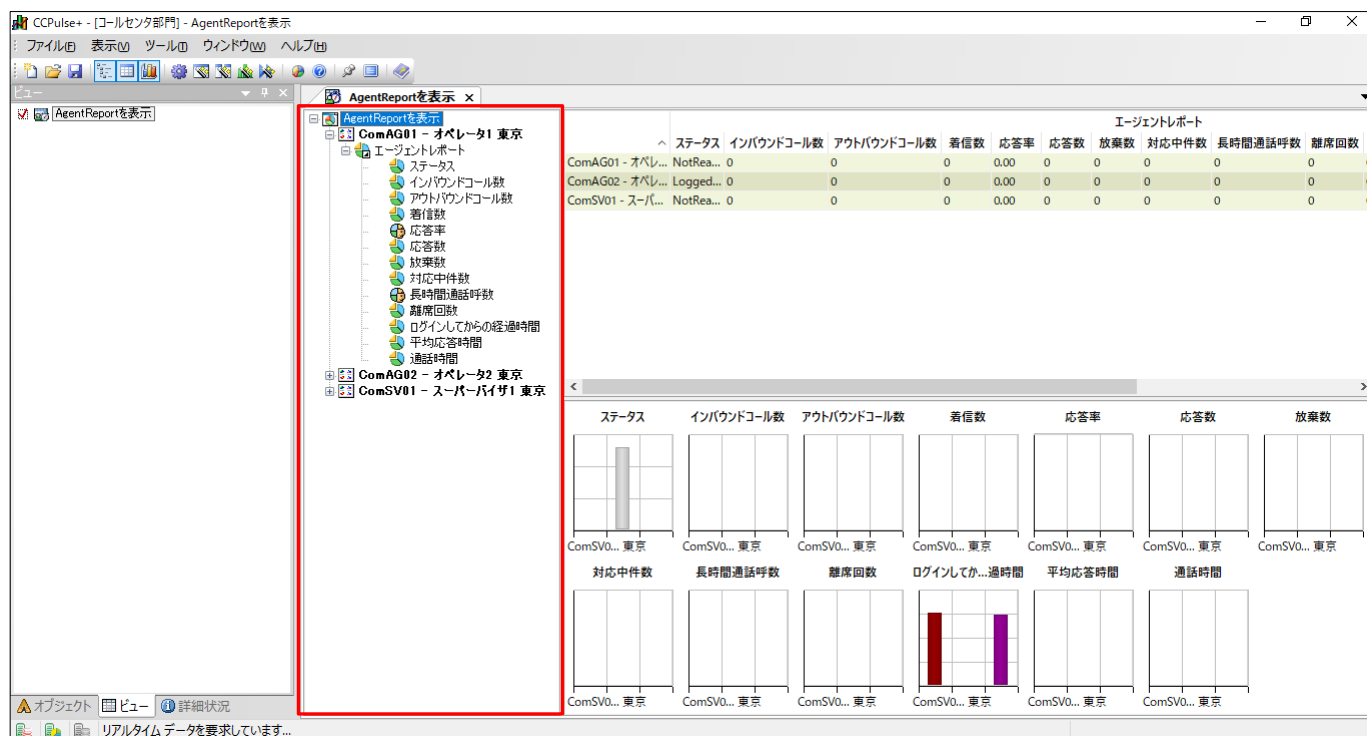 CCPulse+ - [コールセンタ部門] - AgentReportを表示
ファイル(F) 表示(V) ツール(T) ウィンドウ(W) ヘルプ(H)
ビュー
AgentReportを表示
AgentReportを表示
AgentReportを表示
ComAG01 - オペレータ1 東京
エージェントレポート
ステータス
インバウンドコール数
アウトバウンドコール数
着信数
応答率
応答数
放棄数
対応中件数
長時間通話呼数
離席回数
ログインしてからの経過時間
平均応答時間
通話時間
ComAG02 - オペレータ2 東京
ComSV01 - スーパーバイザ1 東京
エージェントレポート
ステータス インバウンドコール数 アウトバウンドコール数 着信数 応答率 応答数 放棄数 対応中件数 長時間通話呼数 離席回数
ComAG01 - オペレ... NotRea... 0 0 0 0.00 0 0 0 0 0
ComAG02 - オペレ... Logged... 0 0 0 0.00 0 0 0 0 0
ComSV01 - スーパ... NotRea... 0 0 0 0.00 0 0 0 0 0
ステータス インバウンドコール数 アウトバウンドコール数 着信数 応答率 応答数 放棄数
ComSV0... 東京 ComSV0... 東京 ComSV0... 東京 ComSV0... 東京 ComSV0... 東京 ComSV0... 東京 ComSV0... 東京
対応中件数 長時間通話呼数 離席回数 ログインしてか...過時間 平均応答時間 通話時間
ComSV0... 東京 ComSV0... 東京 ComSV0... 東京 ComSV0... 東京 ComSV0... 東京 ComSV0... 東京
オブジェクト ビュー 詳細状況
リアルタイム データを要求しています...